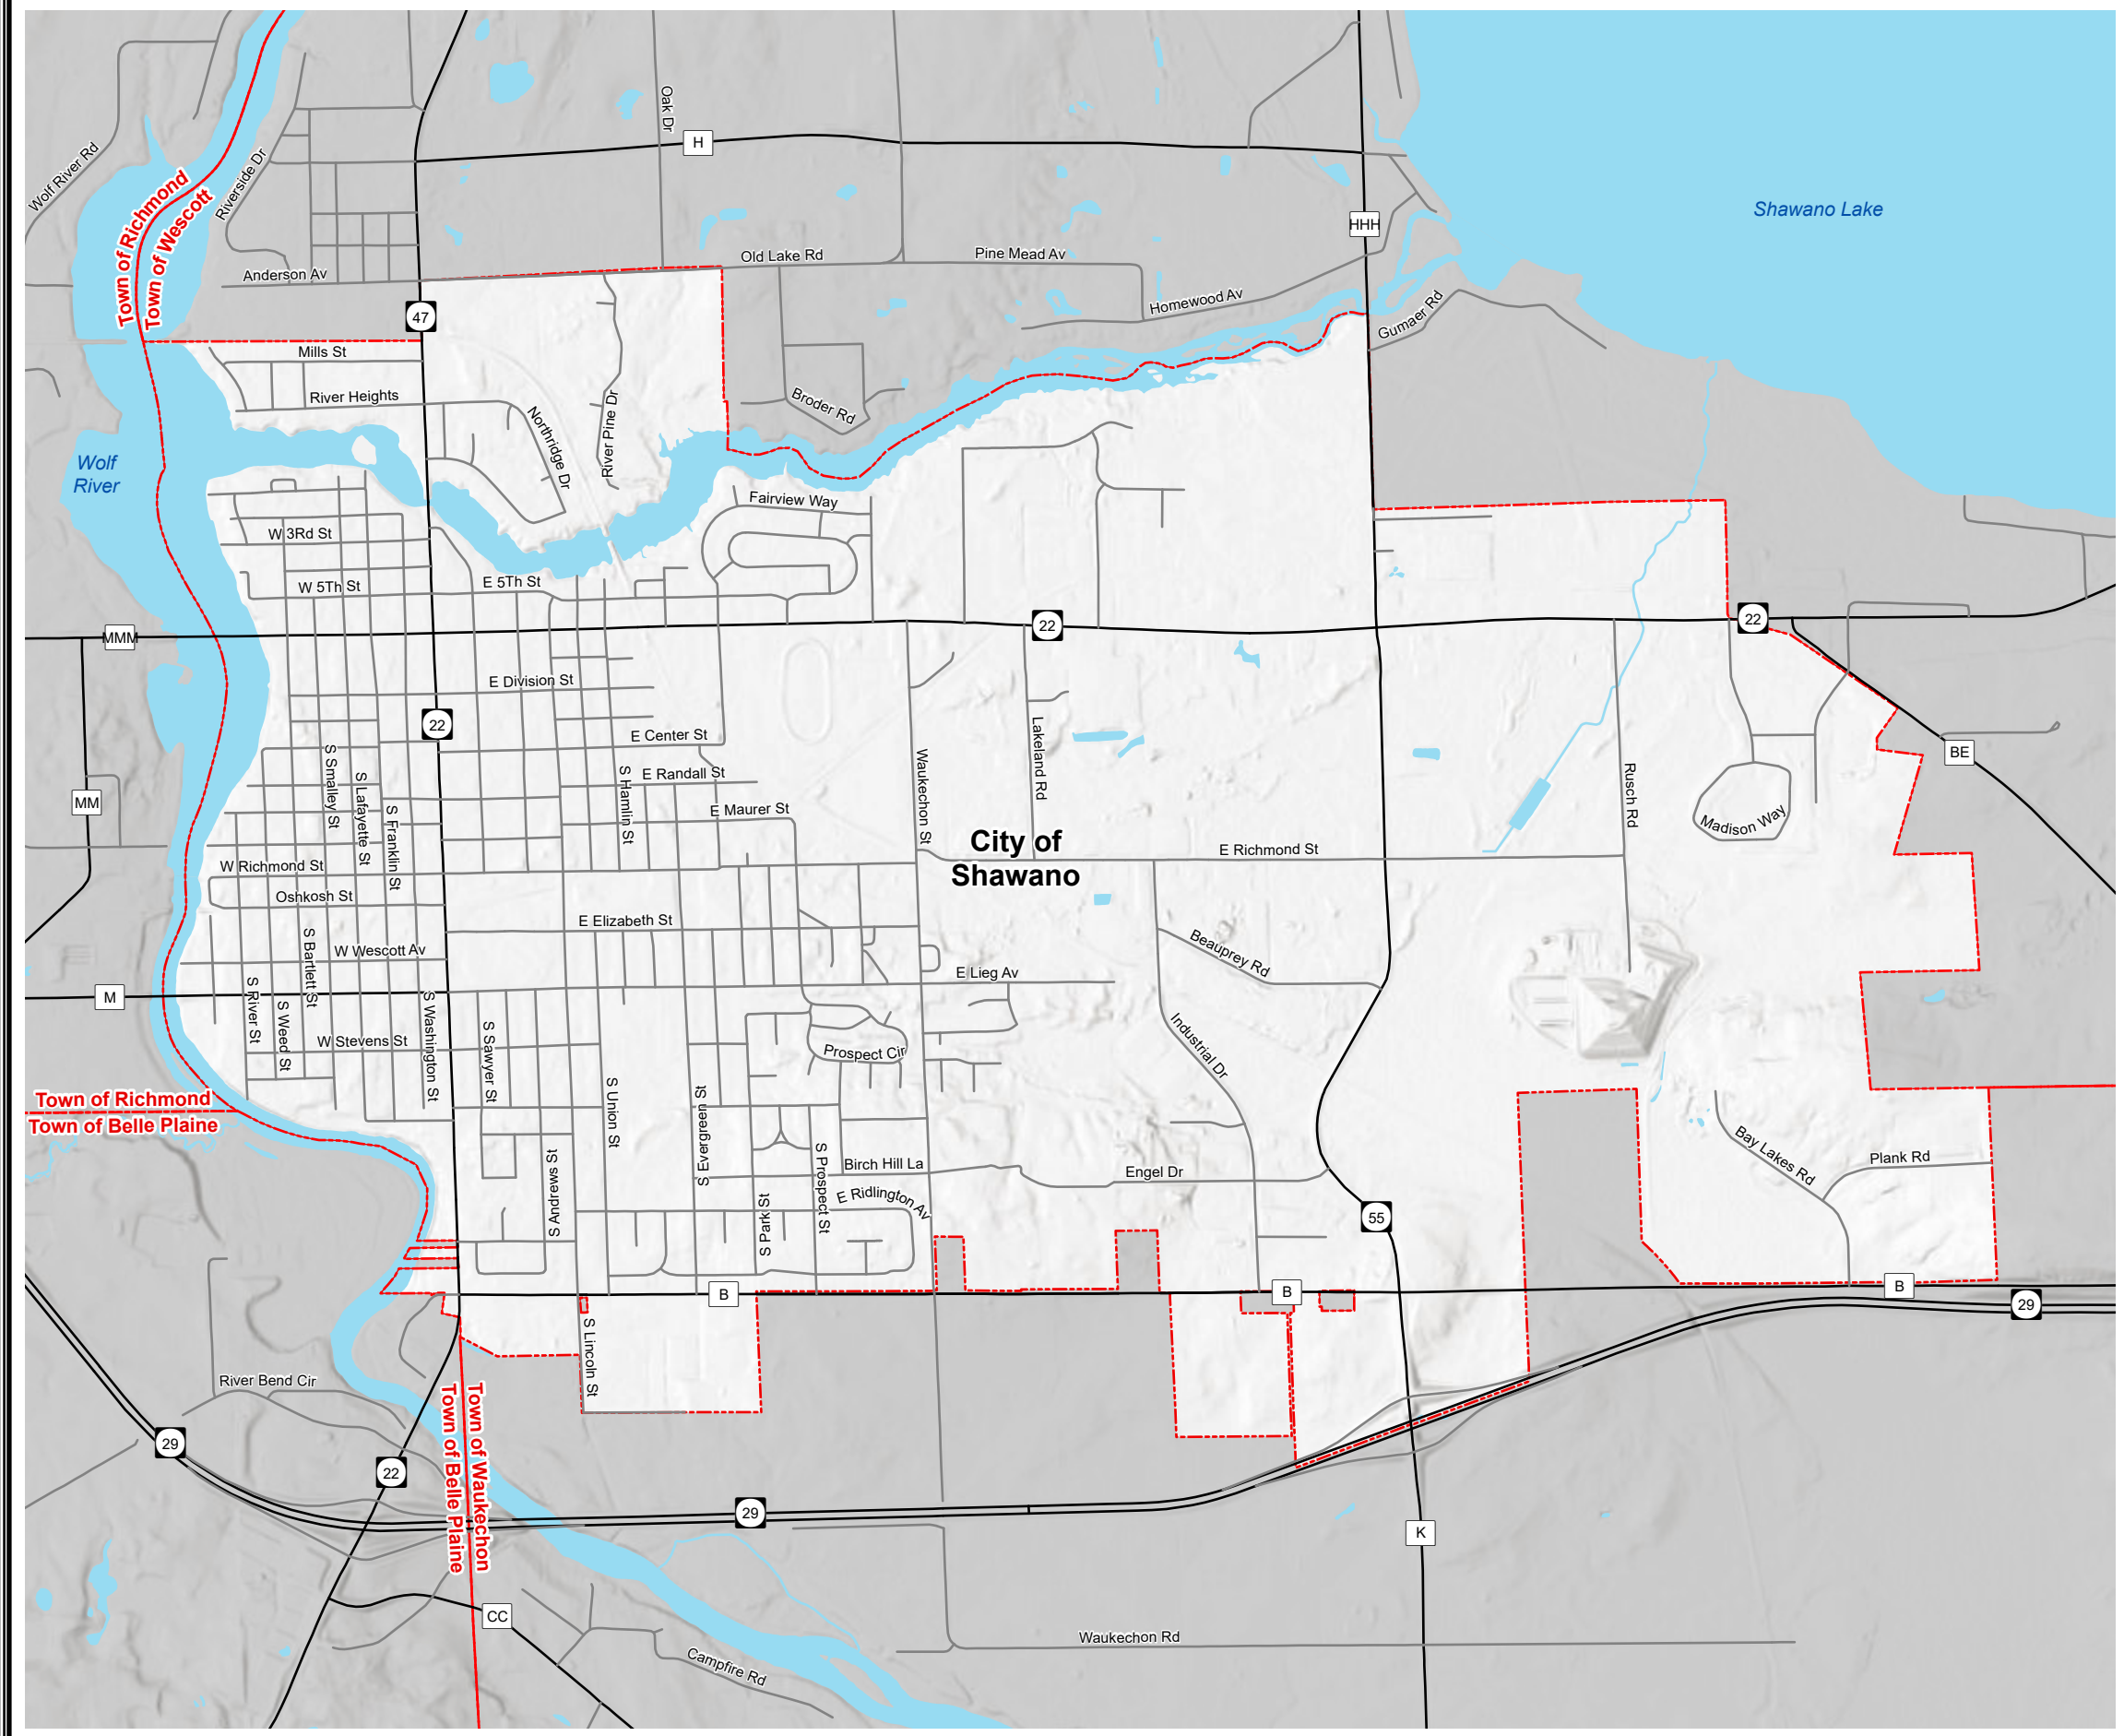 Oak Dr
H
Wolf River Rd
Riverside Dr
Town of Richmond
Town of Wescott
Shawano Lake
HHH
Old Lake Rd
Pine Mead Av
Anderson Av
Homewood Av
47
Gumaer Rd
Mills St
River Heights
Northridge Dr
River Pine Dr
Broder Rd
Wolf
River
Fairview Way
W 3Rd St
W 5Th St
E 5Th St
MMM
22
22
E Division St
22
E Center St
BE
S Smalley St
S Lafayette St
S Franklin St
S Hamlin St
E Randall St
Waukechon St
Lakeland Rd
Rusch Rd
MM
E Maurer St
Madison Way
City of
Shawano
E Richmond St
W Richmond St
Oshkosh St
E Elizabeth St
S Bartlett St
W Wescott Av
Beauprey Rd
E Lieg Av
M
S River St
S Weed St
S Washington St
S Sawyer St
W Stevens St
Prospect Cir
Industrial Dr
Town of Richmond
Town of Belle Plaine
S Union St
S Evergreen St
S Andrews St
S Park St
S Prospect St
Birch Hill La
E Ridlington Av
Engel Dr
Bay Lakes Rd
Plank Rd
55
B
B
B
29
S Lincoln St
River Bend Cir
Town of Waukechon
Town of Belle Plaine
29
22
29
K
CC
Waukechon Rd
Campfire Rd